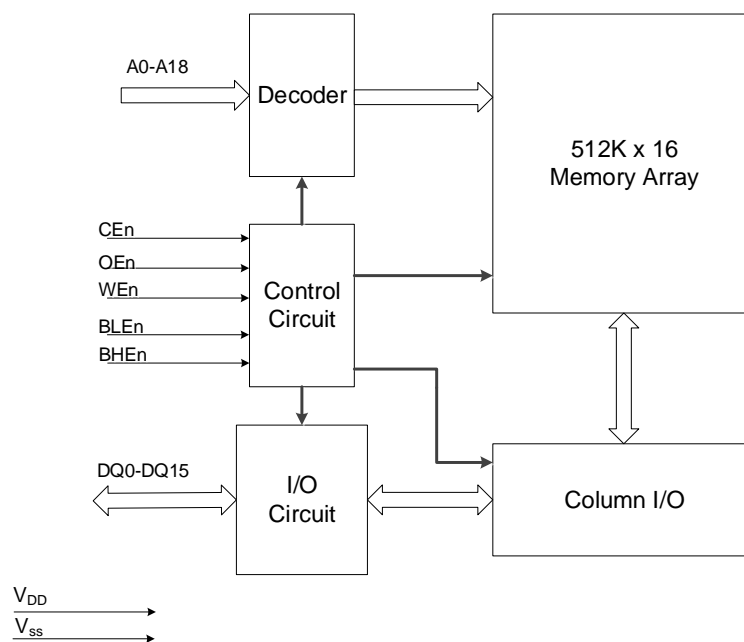 A0-A18
Decoder
512K x 16
Memory Array
CEn
OEn
WEn
BLEn
BHEn
Control
Circuit
DQ0-DQ15
I/O
Circuit
Column I/O
VDD
Vss